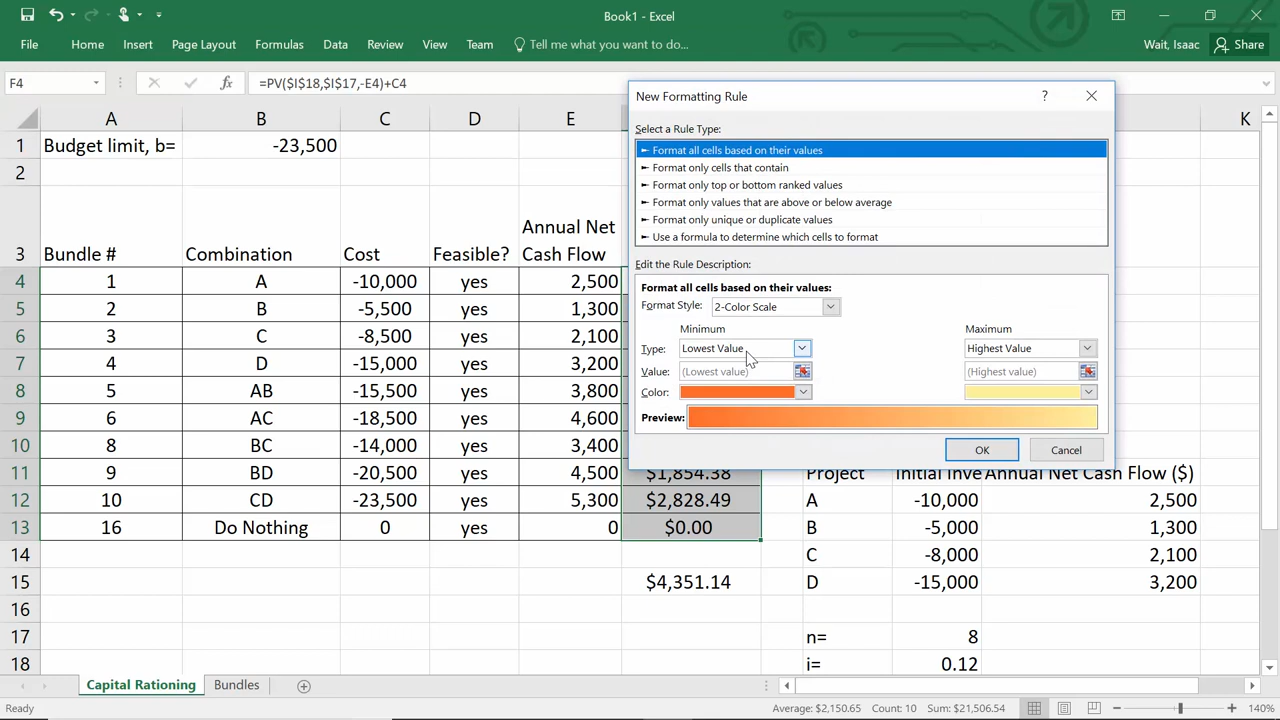 Book1 - Excel
File Home Insert Page Layout Formulas Data Review View Team Tell me what you want to do... Wait, Isaac Share
F4 fx =PV($I$18,$I$17,-E4)+C4
A B C D E K
1 Budget limit, b= -23,500
2
3 Bundle # Combination Cost Feasible? Annual Net Cash Flow
4 1 A -10,000 yes 2,500
5 2 B -5,500 yes 1,300
6 3 C -8,500 yes 2,100
7 4 D -15,000 yes 3,200
8 5 AB -15,500 yes 3,800
9 6 AC -18,500 yes 4,600
10 8 BC -14,000 yes 3,400
11 9 BD -20,500 yes 4,500 $1,854.38 Project Initial Inve Annual Net Cash Flow ($)
12 10 CD -23,500 yes 5,300 $2,828.49 A -10,000 2,500
13 16 Do Nothing 0 yes 0 $0.00 B -5,000 1,300
14 C -8,000 2,100
15 $4,351.14 D -15,000 3,200
16
17 n= 8
18 i= 0.12
New Formatting Rule ?
Select a Rule Type:
► Format all cells based on their values
► Format only cells that contain
► Format only top or bottom ranked values
► Format only values that are above or below average
► Format only unique or duplicate values
► Use a formula to determine which cells to format
Edit the Rule Description:
Format all cells based on their values:
Format Style: 2-Color Scale
Minimum Maximum
Type: Lowest Value Highest Value
Value: (Lowest value) (Highest value)
Color:
Preview:
OK Cancel
Capital Rationing Bundles
Ready Average: $2,150.65 Count: 10 Sum: $21,506.54 140%